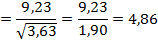 = 9,23/√3,63 = 9,23/1,90 = 4,86